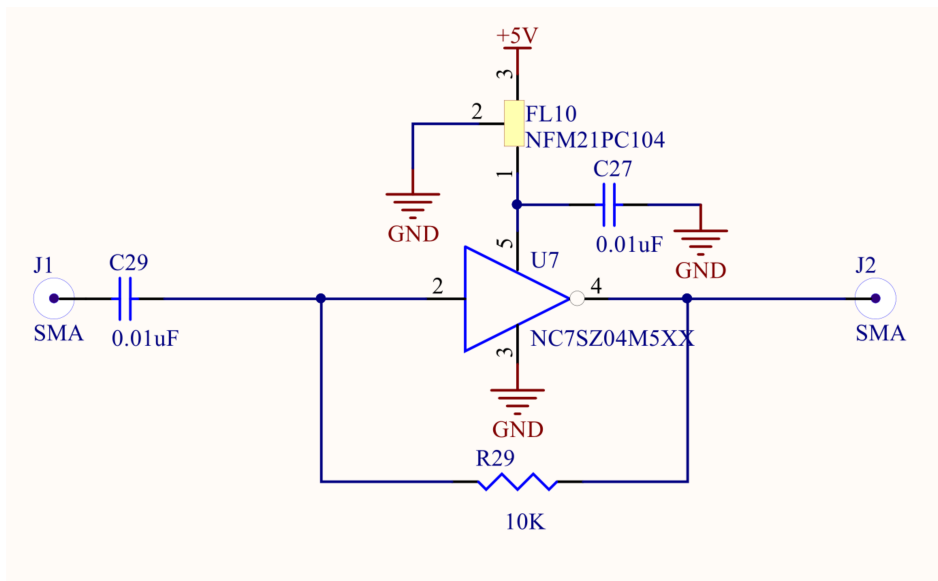 +5V
3
2
FL10
NFM21PC104
1
C27
GND
5
0.01uF
GND
J1
C29
U7
J2
2
4
SMA
0.01uF
3
NC7SZ04M5XX
SMA
GND
R29
10K